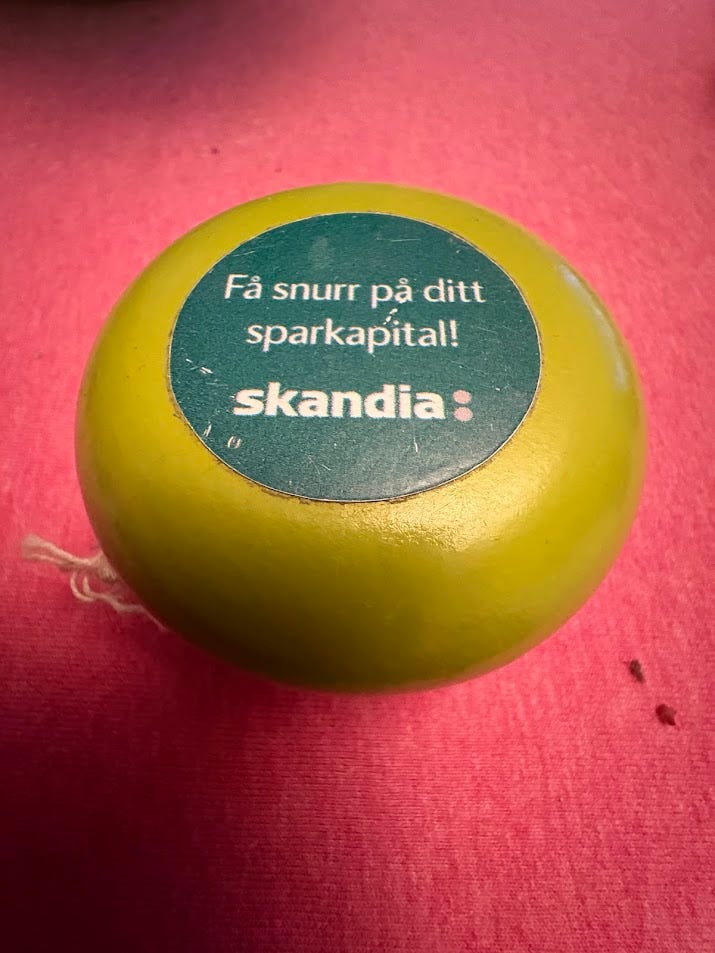 Få snurr på ditt
sparkapital!
skandia: